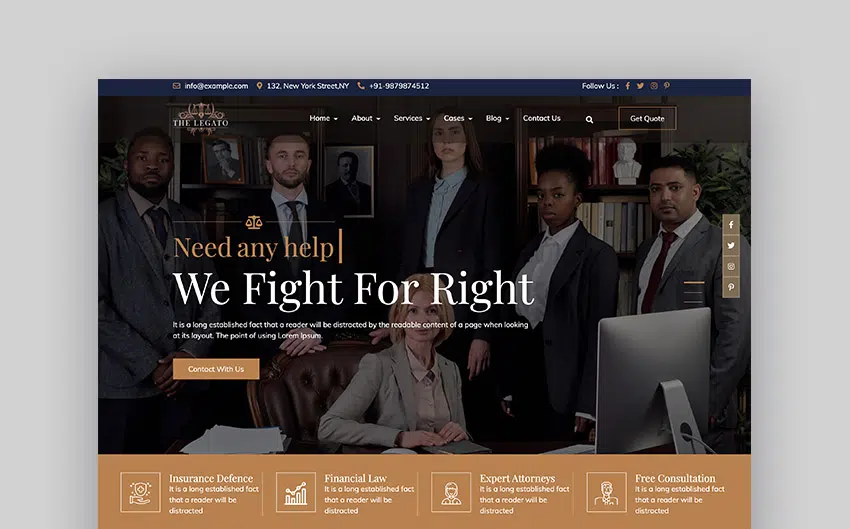 info@example.com 132, New York Street,NY +91-9879874512 Follow Us :
THE LEGATO
Home About Services Cases Blog Contact Us Get Quote
Need any help
We Fight For Right
It is a long established fact that a reader will be distracted by the readable content of a page when looking
at its layout. The point of using Lorem Ipsum.
Contact With Us
Insurance Defence
It is a long established fact
that a reader will be
distracted
Financial Law
It is a long established fact
that a reader will be
distracted
Expert Attorneys
It is a long established fact
that a reader will be
distracted
Free Consultation
It is a long established fact
that a reader will be
distracted